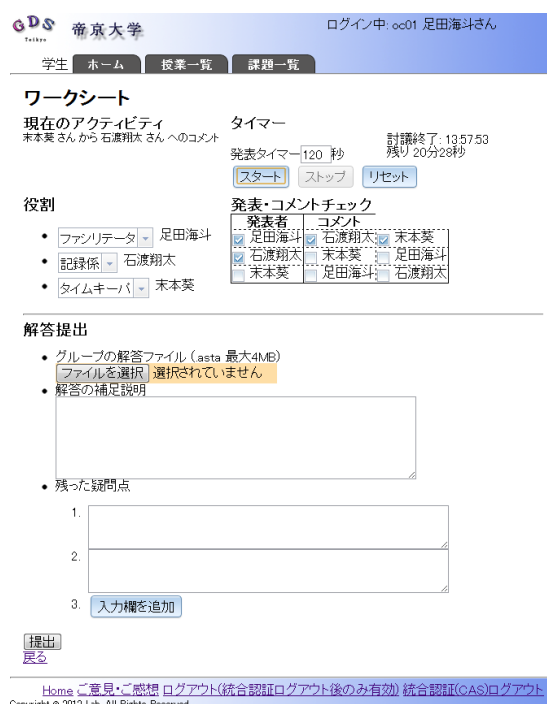 GDS 帝京大学 ログイン中: oc01 足田海斗さん
Teikyo
学生 ホーム 授業一覧 課題一覧
ワークシート
現在のアクティビティ タイマー
末本葵 さん から 石渡翔太 さん へのコメント
討議終了: 13:57:53
発表タイマー 120 秒 残り 20分28秒
スタート ストップ リセット
役割 発表・コメントチェック
発表者 コメント
ファシリテータ 足田海斗 足田海斗 石渡翔太 末本葵
記録係 石渡翔太 石渡翔太 末本葵 足田海斗
タイムキーパ 末本葵 末本葵 足田海斗 石渡翔太
解答提出
グループの解答ファイル (.asta 最大4MB)
ファイルを選択 選択されていません
解答の補足説明
残った疑問点
1.
2.
3. 入力欄を追加
提出
戻る
Home ご意見・ご感想 ログアウト(統合認証ログアウト後のみ有効) 統合認証(CAS)ログアウト
Copyright © 2012 Lab. All Rights Reserved